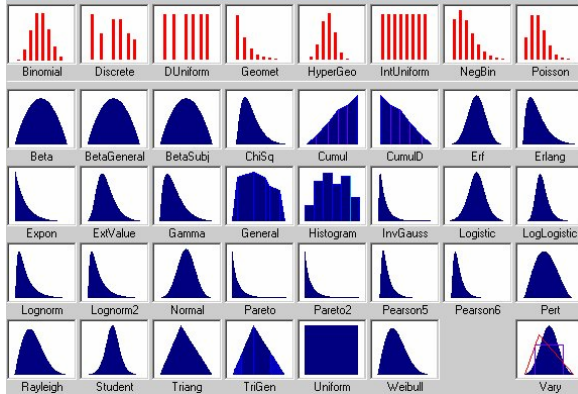 Binomial Discrete DUniform Geomet HyperGeo IntUniform NegBin Poisson
Beta BetaGeneral BetaSubj ChiSq Cumul CumulD Erf Erlang
Expon ExtValue Gamma General Histogram InvGauss Logistic LogLogistic
Lognorm Lognorm2 Normal Pareto Pareto2 Pearson5 Pearson6 Pert
Rayleigh Student Triang TriGen Uniform Weibull Vary